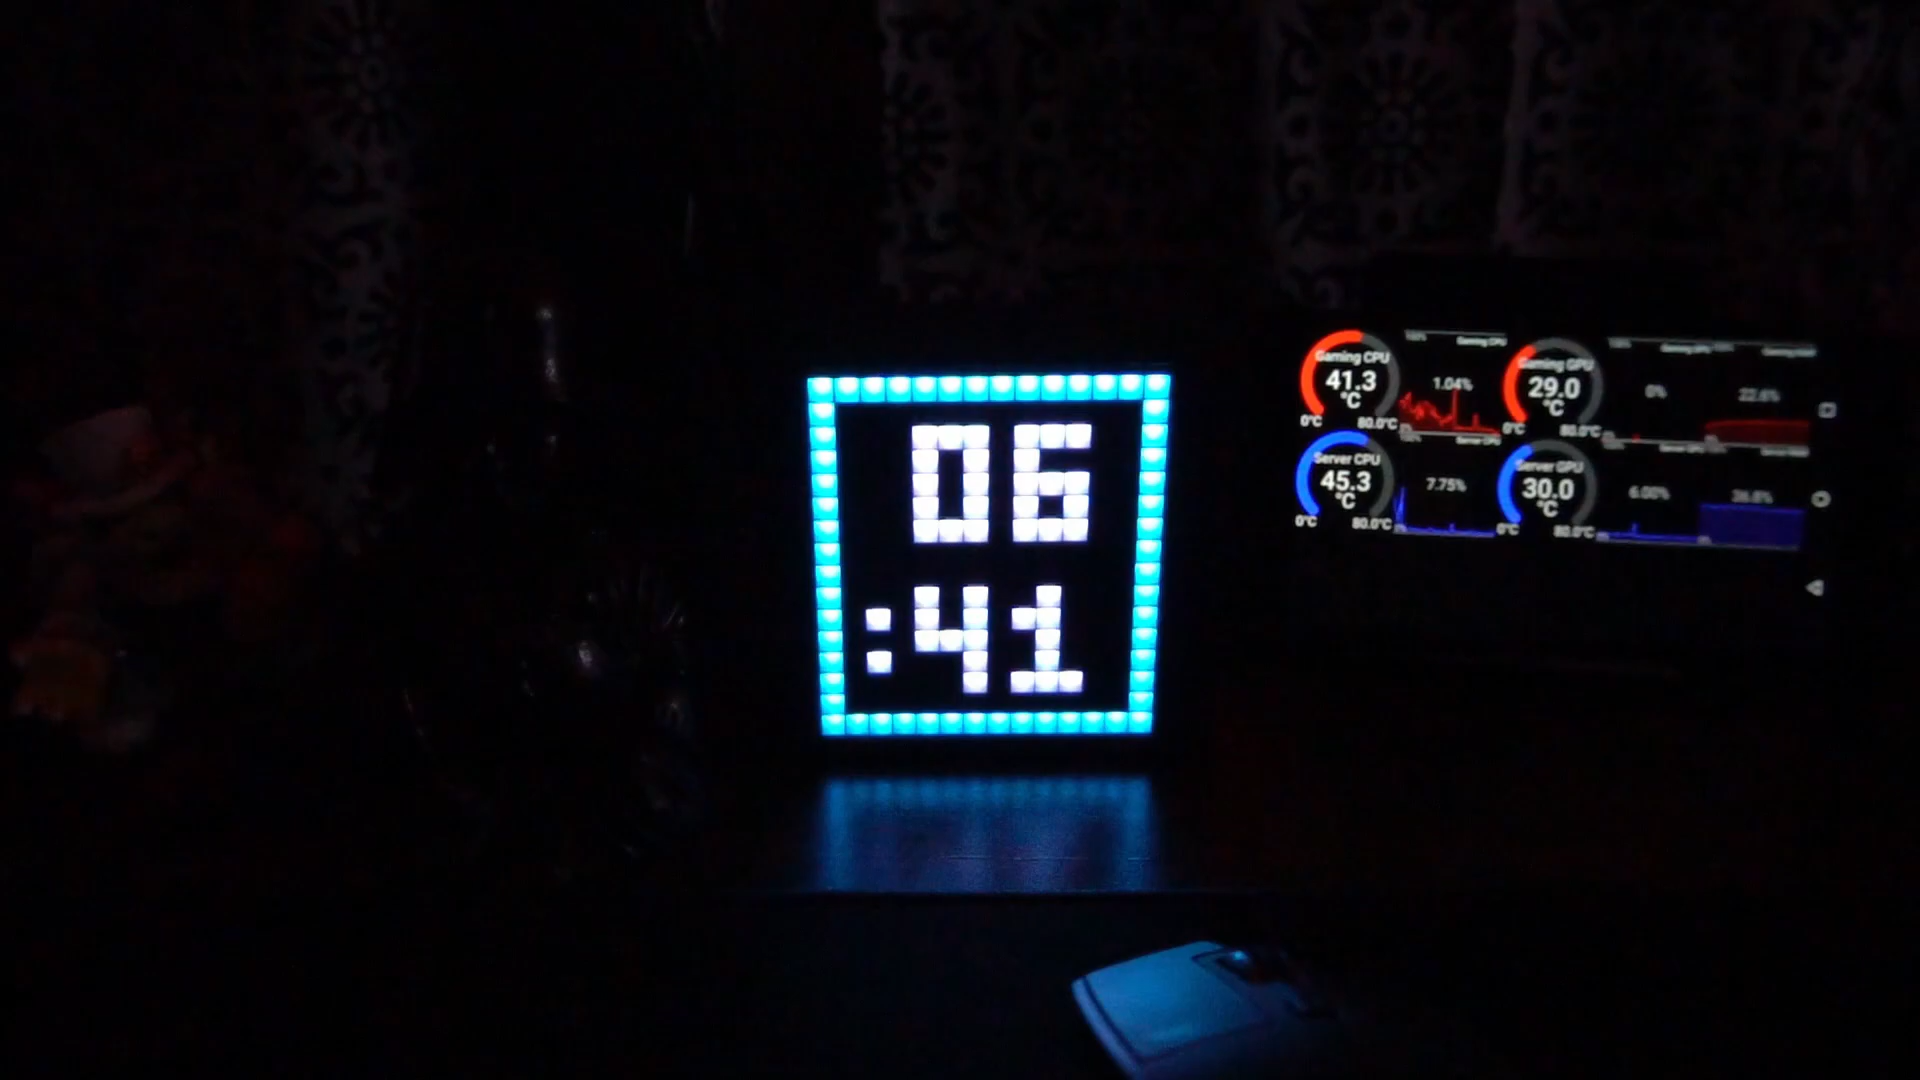 06
:41
Gaming CPU
41.3
°C
0°C 80.0°C
1.04%
Gaming GPU
29.0
°C
0°C 80.0°C
0%
22.6%
Server CPU
45.3
°C
0°C 80.0°C
7.75%
Server GPU
30.0
°C
0°C 80.0°C
6.00%